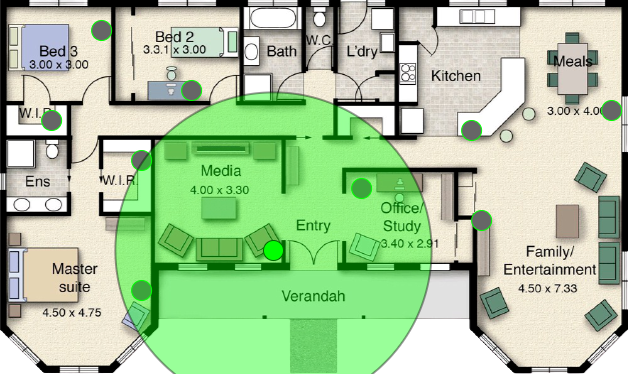 Bed 3
3.00 x 3.00
Bed 2
3.3.1 x 3.00
Bath
W.C
L'dry
Kitchen
Meals
3.00 x 4.00
W.I.R
Ens
W.I.R.
Media
4.00 x 3.30
Entry
Office/
Study
3.40 x 2.91
Master
suite
4.50 x 4.75
Verandah
Family/
Entertainment
4.50 x 7.33